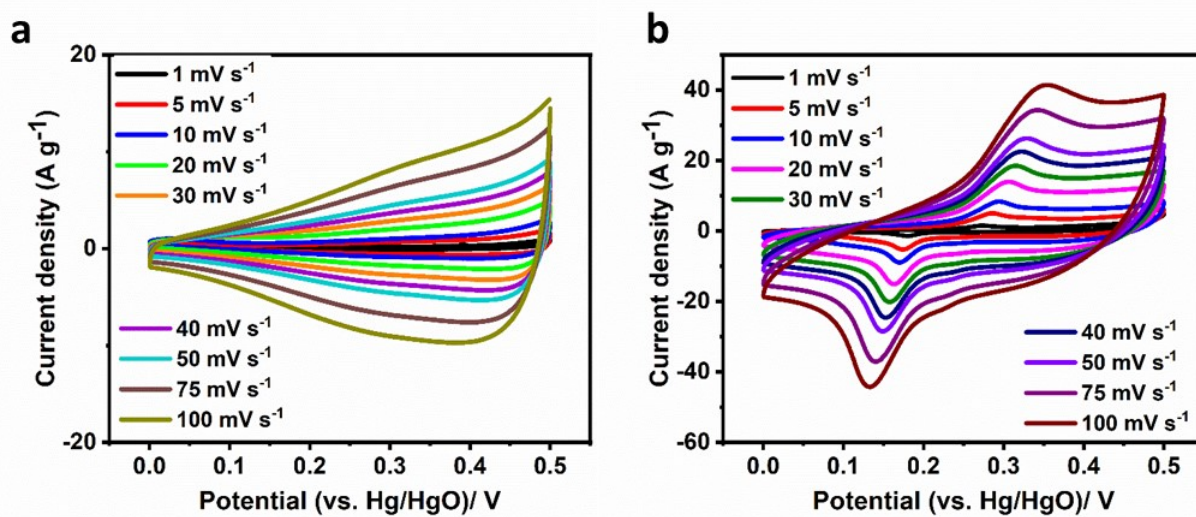 a
20
0
-20
Current density (A g⁻¹)
1 mV s⁻¹
5 mV s⁻¹
10 mV s⁻¹
20 mV s⁻¹
30 mV s⁻¹
40 mV s⁻¹
50 mV s⁻¹
75 mV s⁻¹
100 mV s⁻¹
0.0 0.1 0.2 0.3 0.4 0.5
Potential (vs. Hg/HgO)/ V
b
40
20
0
-20
-40
-60
Current density (A g⁻¹)
1 mV s⁻¹
5 mV s⁻¹
10 mV s⁻¹
20 mV s⁻¹
30 mV s⁻¹
40 mV s⁻¹
50 mV s⁻¹
75 mV s⁻¹
100 mV s⁻¹
0.0 0.1 0.2 0.3 0.4 0.5
Potential (vs. Hg/HgO)/ V